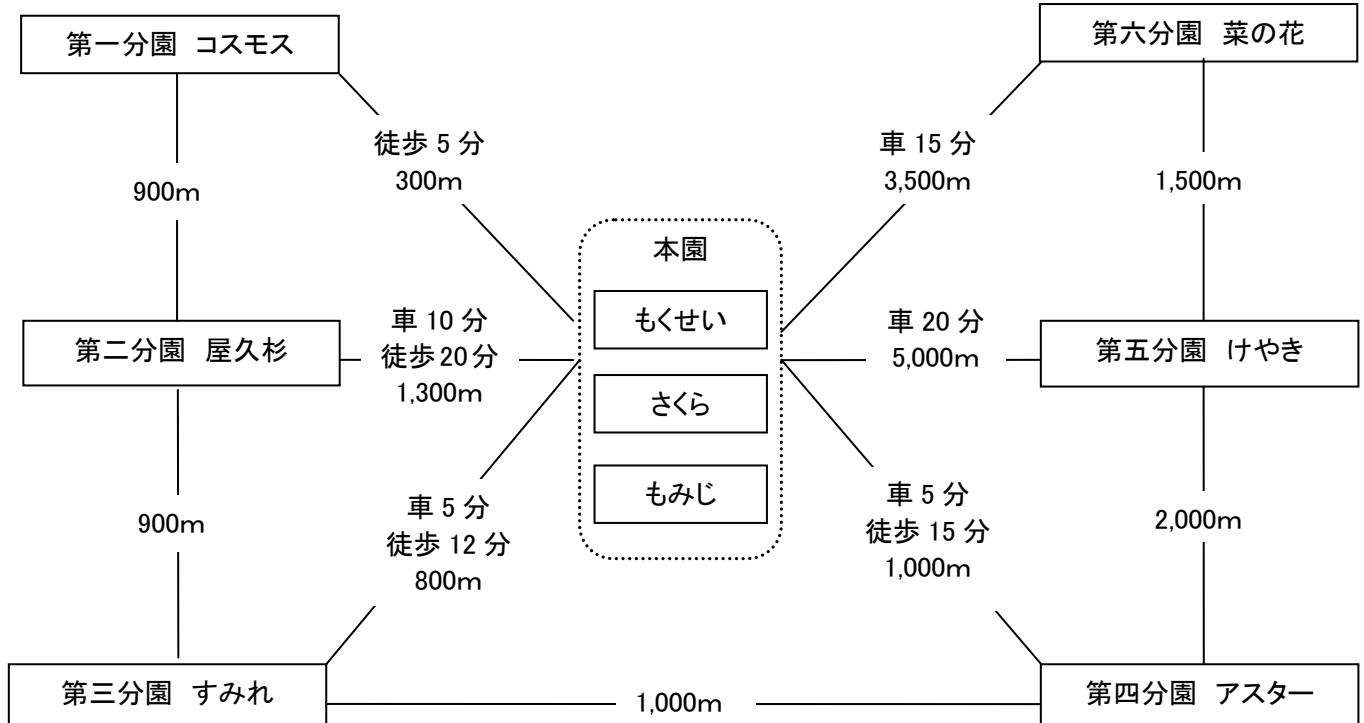 第一分園 コスモス
第六分園 菜の花
徒歩 5 分
300m
車 15 分
3,500m
900m
1,500m
本園
もくせい
さくら
もみじ
第二分園 屋久杉
車 10 分
徒歩 20 分
1,300m
車 20 分
5,000m
第五分園 けやき
900m
車 5 分
徒歩 12 分
800m
車 5 分
徒歩 15 分
1,000m
2,000m
第三分園 すみれ
1,000m
第四分園 アスター